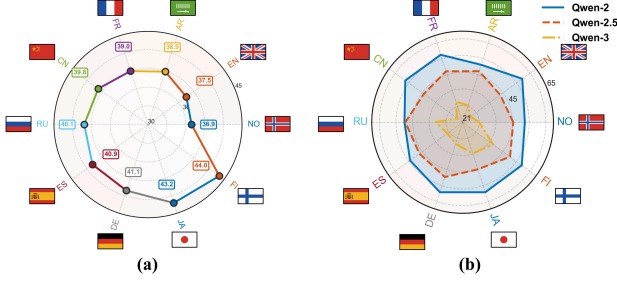 FR
AR
EN
NO
FI
JA
DE
ES
RU
CN
39.0
38.9
37.5
36.9
44.0
43.2
41.1
40.9
40.1
39.8
30
45
(a)
FR
AR
EN
NO
FI
JA
DE
ES
RU
CN
21
45
65
Qwen-2
Qwen-2.5
Qwen-3
(b)